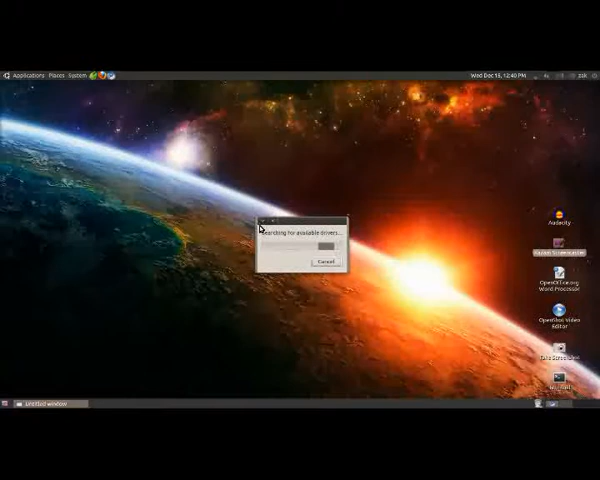 Applications Places System
Wed Dec 15, 12:40 PM
zsk
Searching for available drivers...
Cancel
Audacity
OpenOffice.org
Word Processor
OpenShot Video
Editor
Untitled window